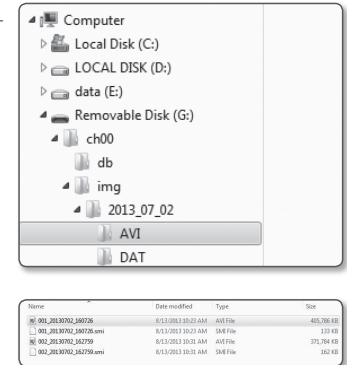 Computer
Local Disk (C:)
LOCAL DISK (D:)
data (E:)
Removable Disk (G:)
ch00
db
img
2013_07_02
AVI
DAT
Name Date modified Type Size
001_20130702_160726 8/13/2013 10:23 AM AVI File 405,786 KB
001_20130702_160726.smi 8/13/2013 10:23 AM SMI File 133 KB
002_20130702_162759 8/13/2013 10:31 AM AVI File 371,784 KB
002_20130702_162759.smi 8/13/2013 10:31 AM SMI File 162 KB